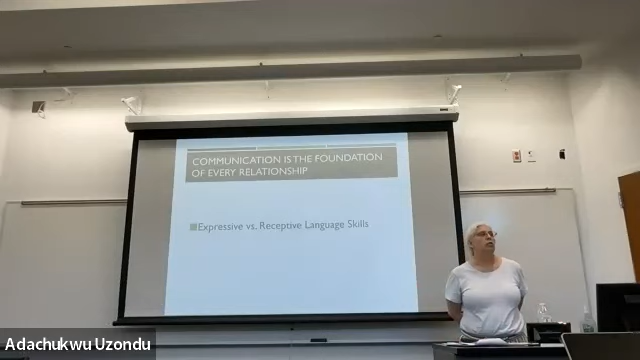 COMMUNICATION IS THE FOUNDATION
OF EVERY RELATIONSHIP
Expressive vs. Receptive Language Skills
Adachukwu Uzondu